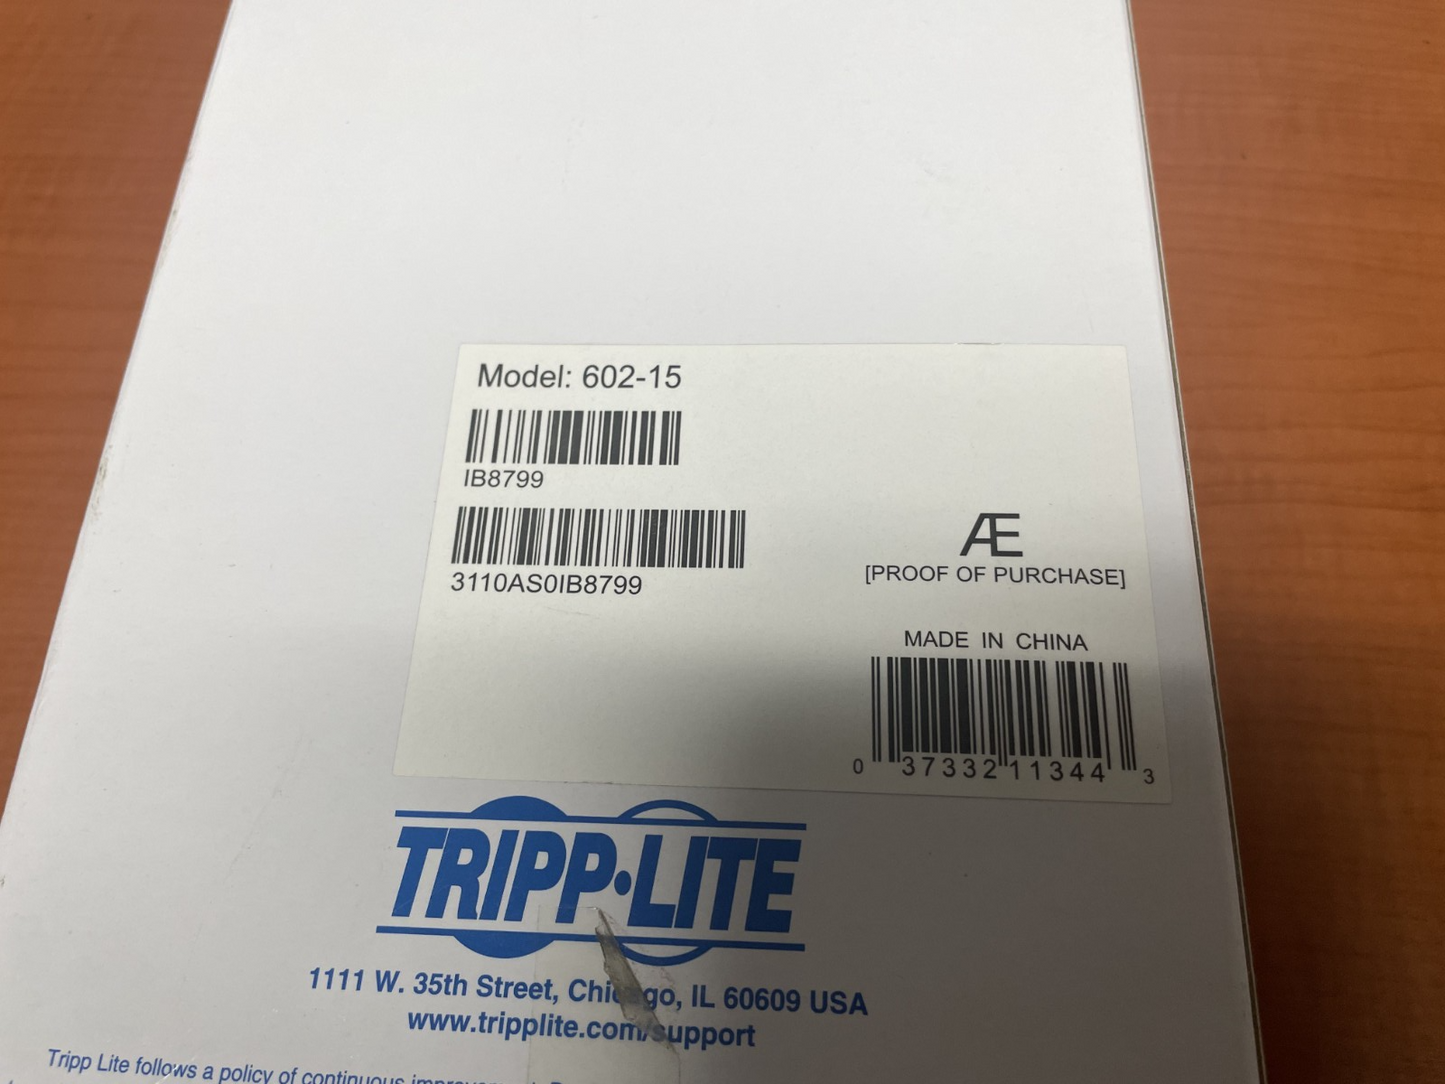 Model: 602-15
IB8799
3110AS0IB8799
Æ
[PROOF OF PURCHASE]
MADE IN CHINA
0 37332 11344 3
TRIPP·LITE
1111 W. 35th Street, Chicago, IL 60609 USA
www.tripplite.com/support
Tripp Lite follows a policy of continuous